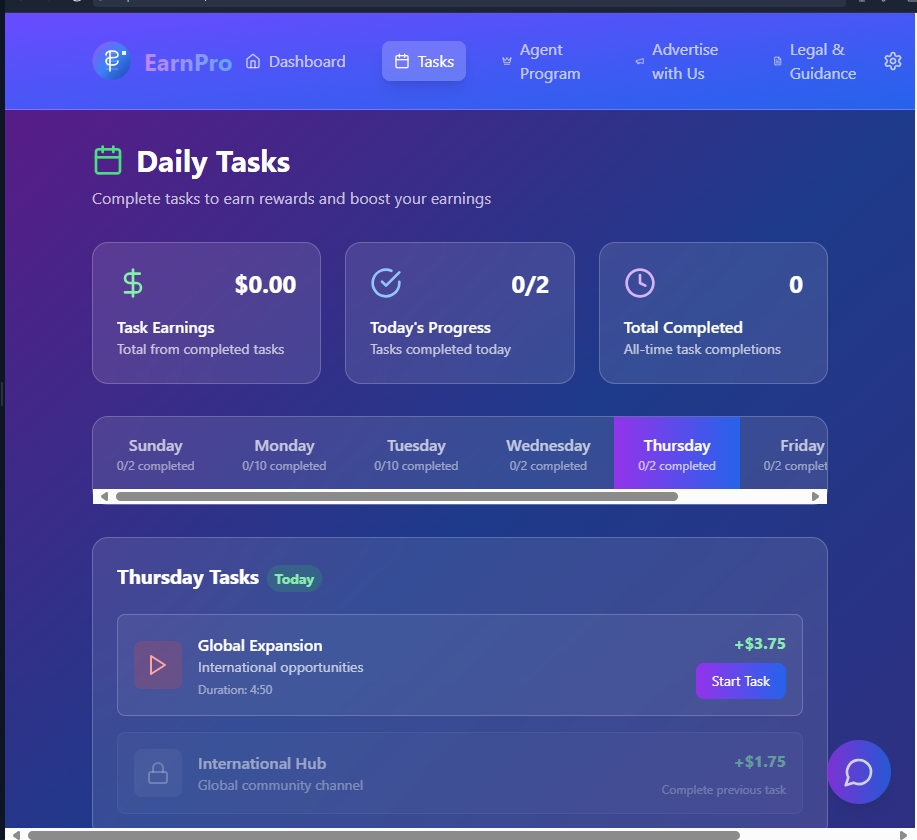 EarnPro
Dashboard
Tasks
Agent
Program
Advertise
with Us
Legal &
Guidance
Daily Tasks
Complete tasks to earn rewards and boost your earnings
$0.00
Task Earnings
Total from completed tasks
0/2
Today's Progress
Tasks completed today
0
Total Completed
All-time task completions
Sunday
0/2 completed
Monday
0/10 completed
Tuesday
0/10 completed
Wednesday
0/2 completed
Thursday
0/2 completed
Friday
0/2 complet
Thursday Tasks Today
Global Expansion
International opportunities
Duration: 4:50
+$3.75
Start Task
International Hub
Global community channel
+$1.75
Complete previous task